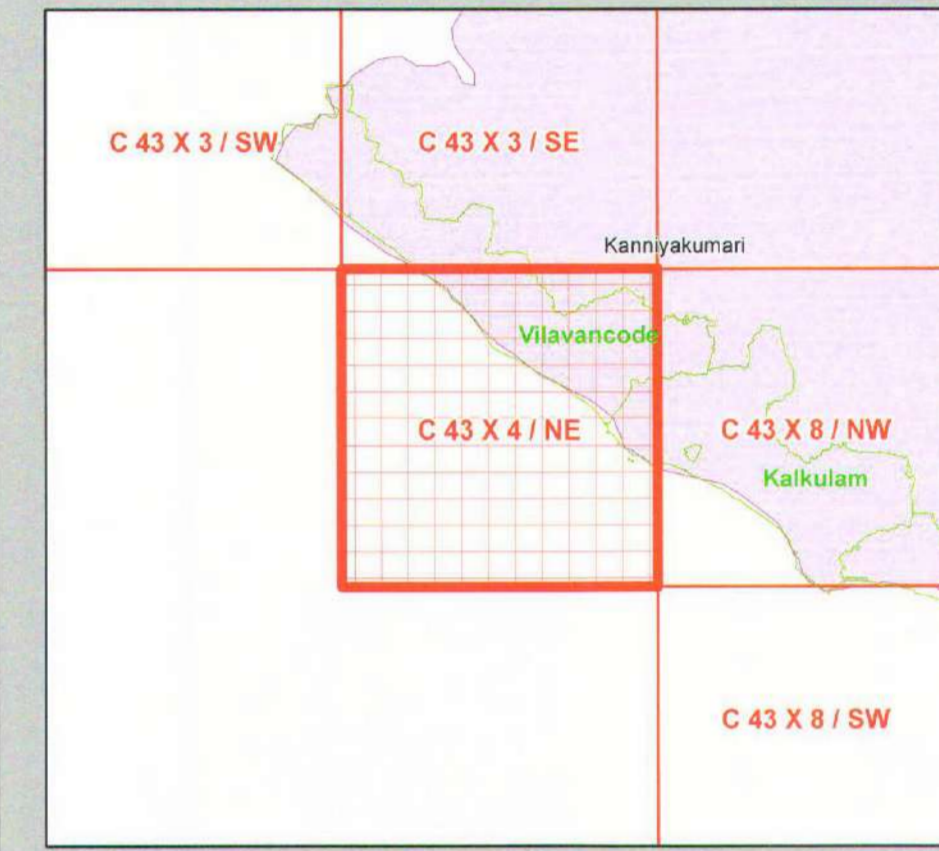 C 43 X 3 / SW
C 43 X 3 / SE
Kanniyakumari
Vilavancode
C 43 X 4 / NE
C 43 X 8 / NW
Kalkulam
C 43 X 8 / SW